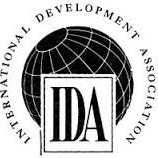 INTERNATIONAL DEVELOPMENT ASSOCIATION
IDA